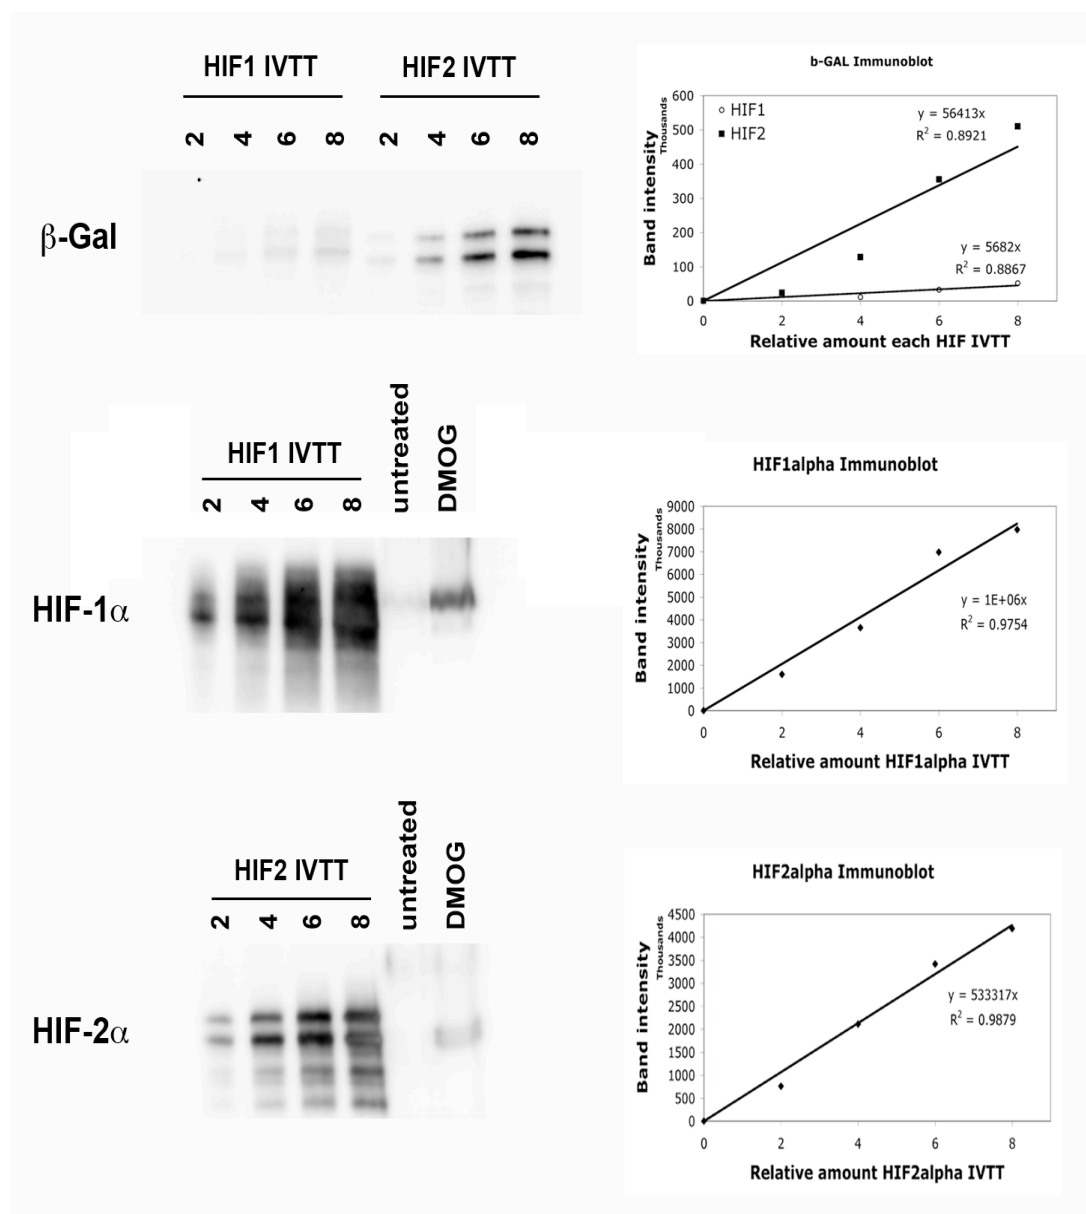 HIF1 IVTT
HIF2 IVTT
2 4 6 8 2 4 6 8
β-Gal
b-GAL Immunoblot
Band intensity
Thousands
600
500
400
300
200
100
0
HIF1
HIF2
y = 56413x
R² = 0.8921
y = 5682x
R² = 0.8867
0 2 4 6 8
Relative amount each HIF IVTT
HIF1 IVTT
2 4 6 8 untreated DMOG
HIF-1α
HIF1alpha Immunoblot
Band intensity
Thousands
9000
8000
7000
6000
5000
4000
3000
2000
1000
0
y = 1E+06x
R² = 0.9754
0 2 4 6 8
Relative amount HIF1alpha IVTT
HIF2 IVTT
2 4 6 8 untreated DMOG
HIF-2α
HIF2alpha Immunoblot
Band intensity
Thousands
4500
4000
3500
3000
2500
2000
1500
1000
500
0
y = 533317x
R² = 0.9879
0 2 4 6 8
Relative amount HIF2alpha IVTT